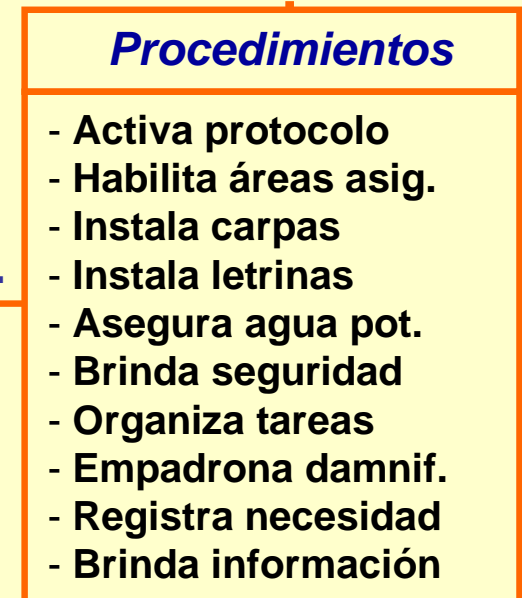 Procedimientos
- Activa protocolo
- Habilita áreas asig.
- Instala carpas
- Instala letrinas
- Asegura agua pot.
- Brinda seguridad
- Organiza tareas
- Empadrona damnif.
- Registra necesidad
- Brinda información